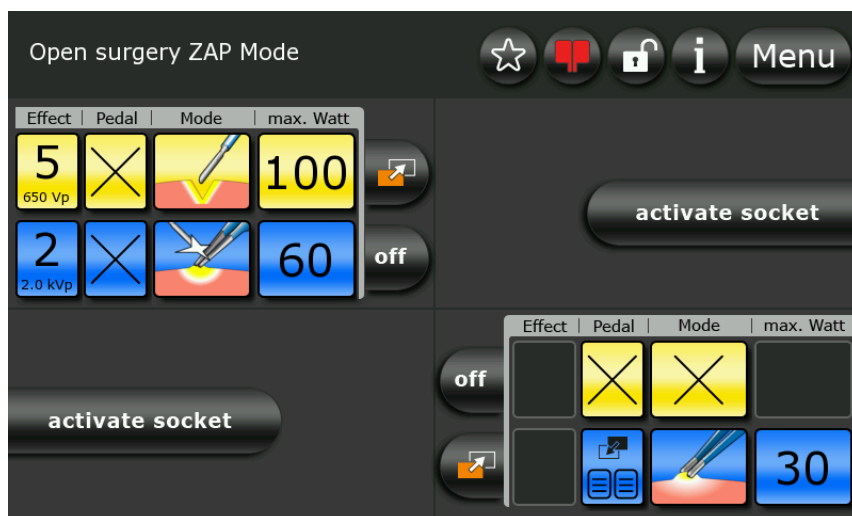 Open surgery ZAP Mode
i
Menu
Effect | Pedal | Mode | max. Watt
5
650 Vp
100
2
2.0 kVp
60
off
activate socket
activate socket
Effect | Pedal | Mode | max. Watt
off
30